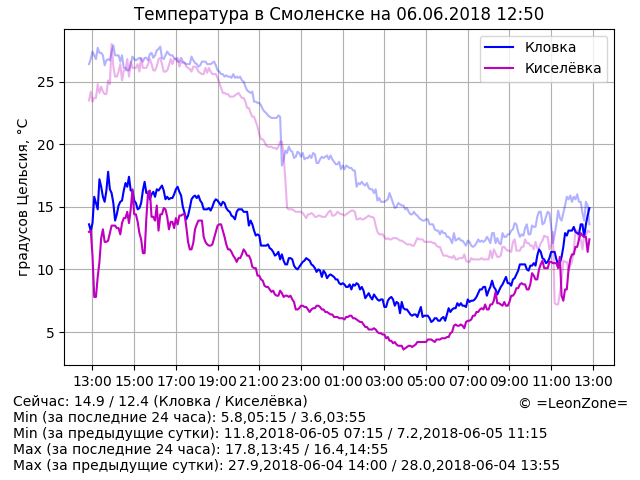 Температура в Смоленске на 06.06.2018 12:50
Кловка
Киселёвка
градусов Цельсия, °C
25
20
15
10
5
13:00 15:00 17:00 19:00 21:00 23:00 01:00 03:00 05:00 07:00 09:00 11:00 13:00
Сейчас: 14.9 / 12.4 (Кловка / Киселёвка)
© =LeonZone=
Min (за последние 24 часа): 5.8,05:15 / 3.6,03:55
Min (за предыдущие сутки): 11.8,2018-06-05 07:15 / 7.2,2018-06-05 11:15
Max (за последние 24 часа): 17.8,13:45 / 16.4,14:55
Max (за предыдущие сутки): 27.9,2018-06-04 14:00 / 28.0,2018-06-04 13:55